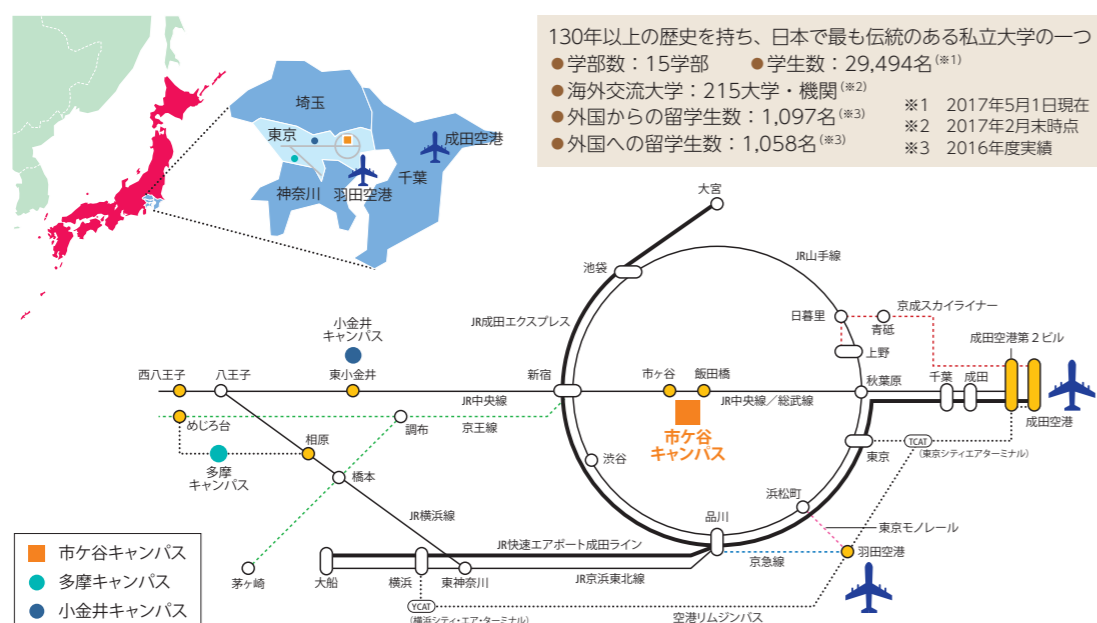 130年以上の歴史を持ち、日本で最も伝統のある私立大学の一つ
●学部数：15学部　●学生数：29,494名(※1)
●海外交流大学：215大学・機関(※2)
●外国からの留学生数：1,097名(※3)
●外国への留学生数：1,058名(※3)
※1　2017年5月1日現在
※2　2017年2月末時点
※3　2016年度実績
埼玉
東京
成田空港
神奈川
羽田空港
千葉
大宮
池袋
JR山手線
JR成田エクスプレス
日暮里
京成スカイライナー
青砥
上野
成田空港第２ビル
小金井
キャンパス
西八王子
八王子
東小金井
JR中央線
新宿
市ヶ谷
飯田橋
JR中央線／総武線
秋葉原
千葉
成田
成田空港
めじろ台
京王線
調布
市ケ谷
キャンパス
相原
多摩
キャンパス
橋本
渋谷
東京
TCAT
(東京シティエアターミナル)
浜松町
品川
JR横浜線
東京モノレール
JR快速エアポート成田ライン
京急線
羽田空港
茅ヶ崎
大船
横浜
東神奈川
JR京浜東北線
YCAT
(横浜シティ・エア・ターミナル)
空港リムジンバス
市ケ谷キャンパス
多摩キャンパス
小金井キャンパス